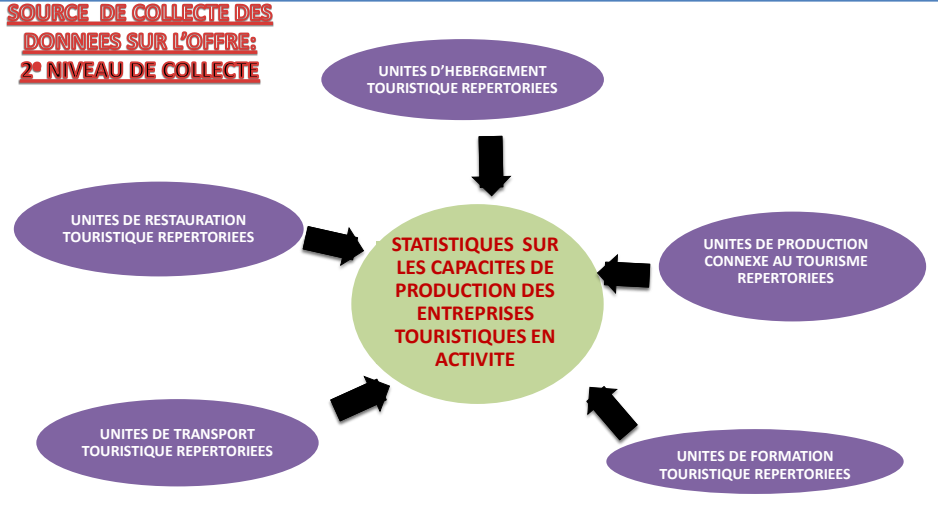 SOURCE DE COLLECTE DES
DONNEES SUR L'OFFRE:
2e NIVEAU DE COLLECTE
UNITES D'HEBERGEMENT
TOURISTIQUE REPERTORIEES
UNITES DE RESTAURATION
TOURISTIQUE REPERTORIEES
STATISTIQUES SUR
LES CAPACITES DE
PRODUCTION DES
ENTREPRISES
TOURISTIQUES EN
ACTIVITE
UNITES DE PRODUCTION
CONNEXE AU TOURISME
REPERTORIEES
UNITES DE TRANSPORT
TOURISTIQUE REPERTORIEES
UNITES DE FORMATION
TOURISTIQUE REPERTORIEES